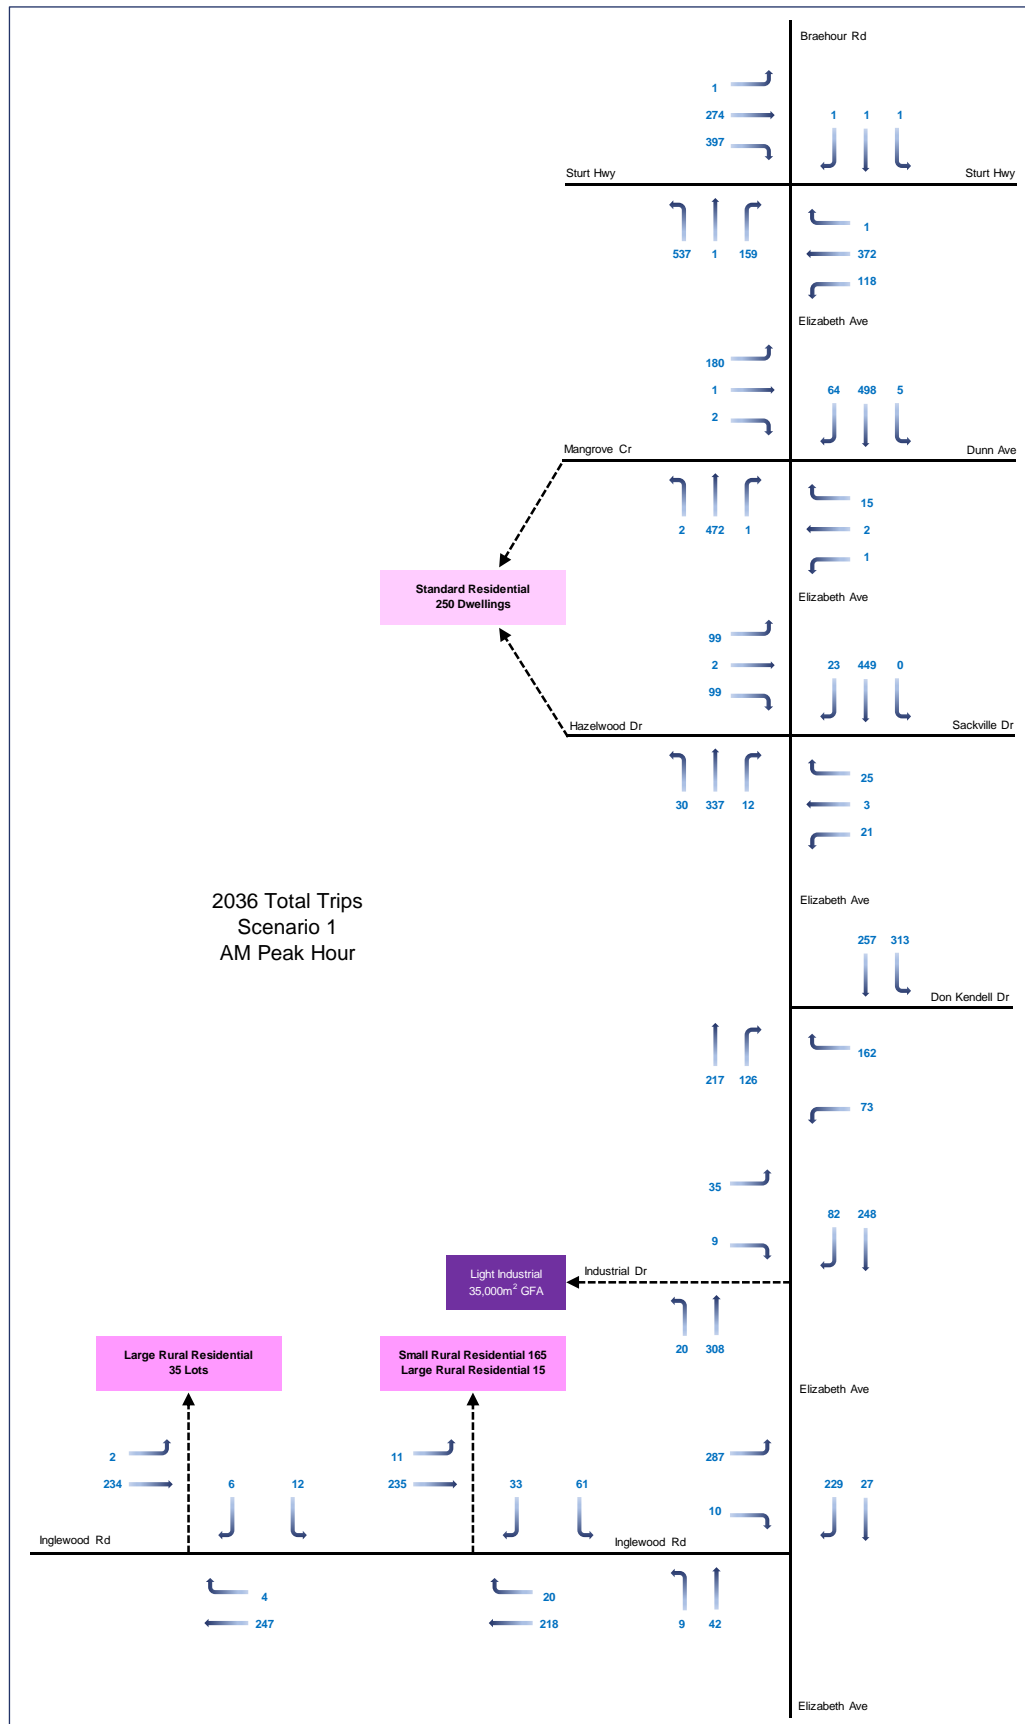 Braehour Rd
1
274
397
1 1 1
Sturt Hwy
Sturt Hwy
537 1 159
1
372
118
Elizabeth Ave
180
1
2
64 498 5
Mangrove Cr
Dunn Ave
2 472 1
15
2
1
Standard Residential
250 Dwellings
Elizabeth Ave
99
2
99
23 449 0
Hazelwood Dr
Sackville Dr
30 337 12
25
3
21
2036 Total Trips
Scenario 1
AM Peak Hour
Elizabeth Ave
257 313
Don Kendell Dr
217 126
162
73
35
9
82 248
Light Industrial
35,000m² GFA
Industrial Dr
20 308
Large Rural Residential
35 Lots
Small Rural Residential 165
Large Rural Residential 15
Elizabeth Ave
2
234
6 12
11
235
33 61
287
10
229 27
Inglewood Rd
Inglewood Rd
4
247
20
218
9 42
Elizabeth Ave